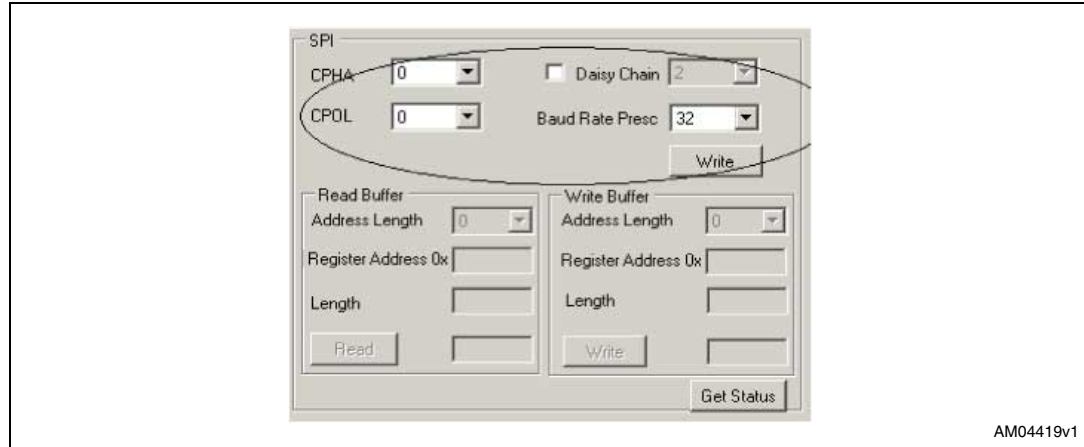 SPI
CPHA 0 Daisy Chain 2
CPOL 0 Baud Rate Presc 32
Write
Read Buffer
Address Length 0
Register Address 0x
Length
Read
Write Buffer
Address Length 0
Register Address 0x
Length
Write
Get Status
AM04419v1